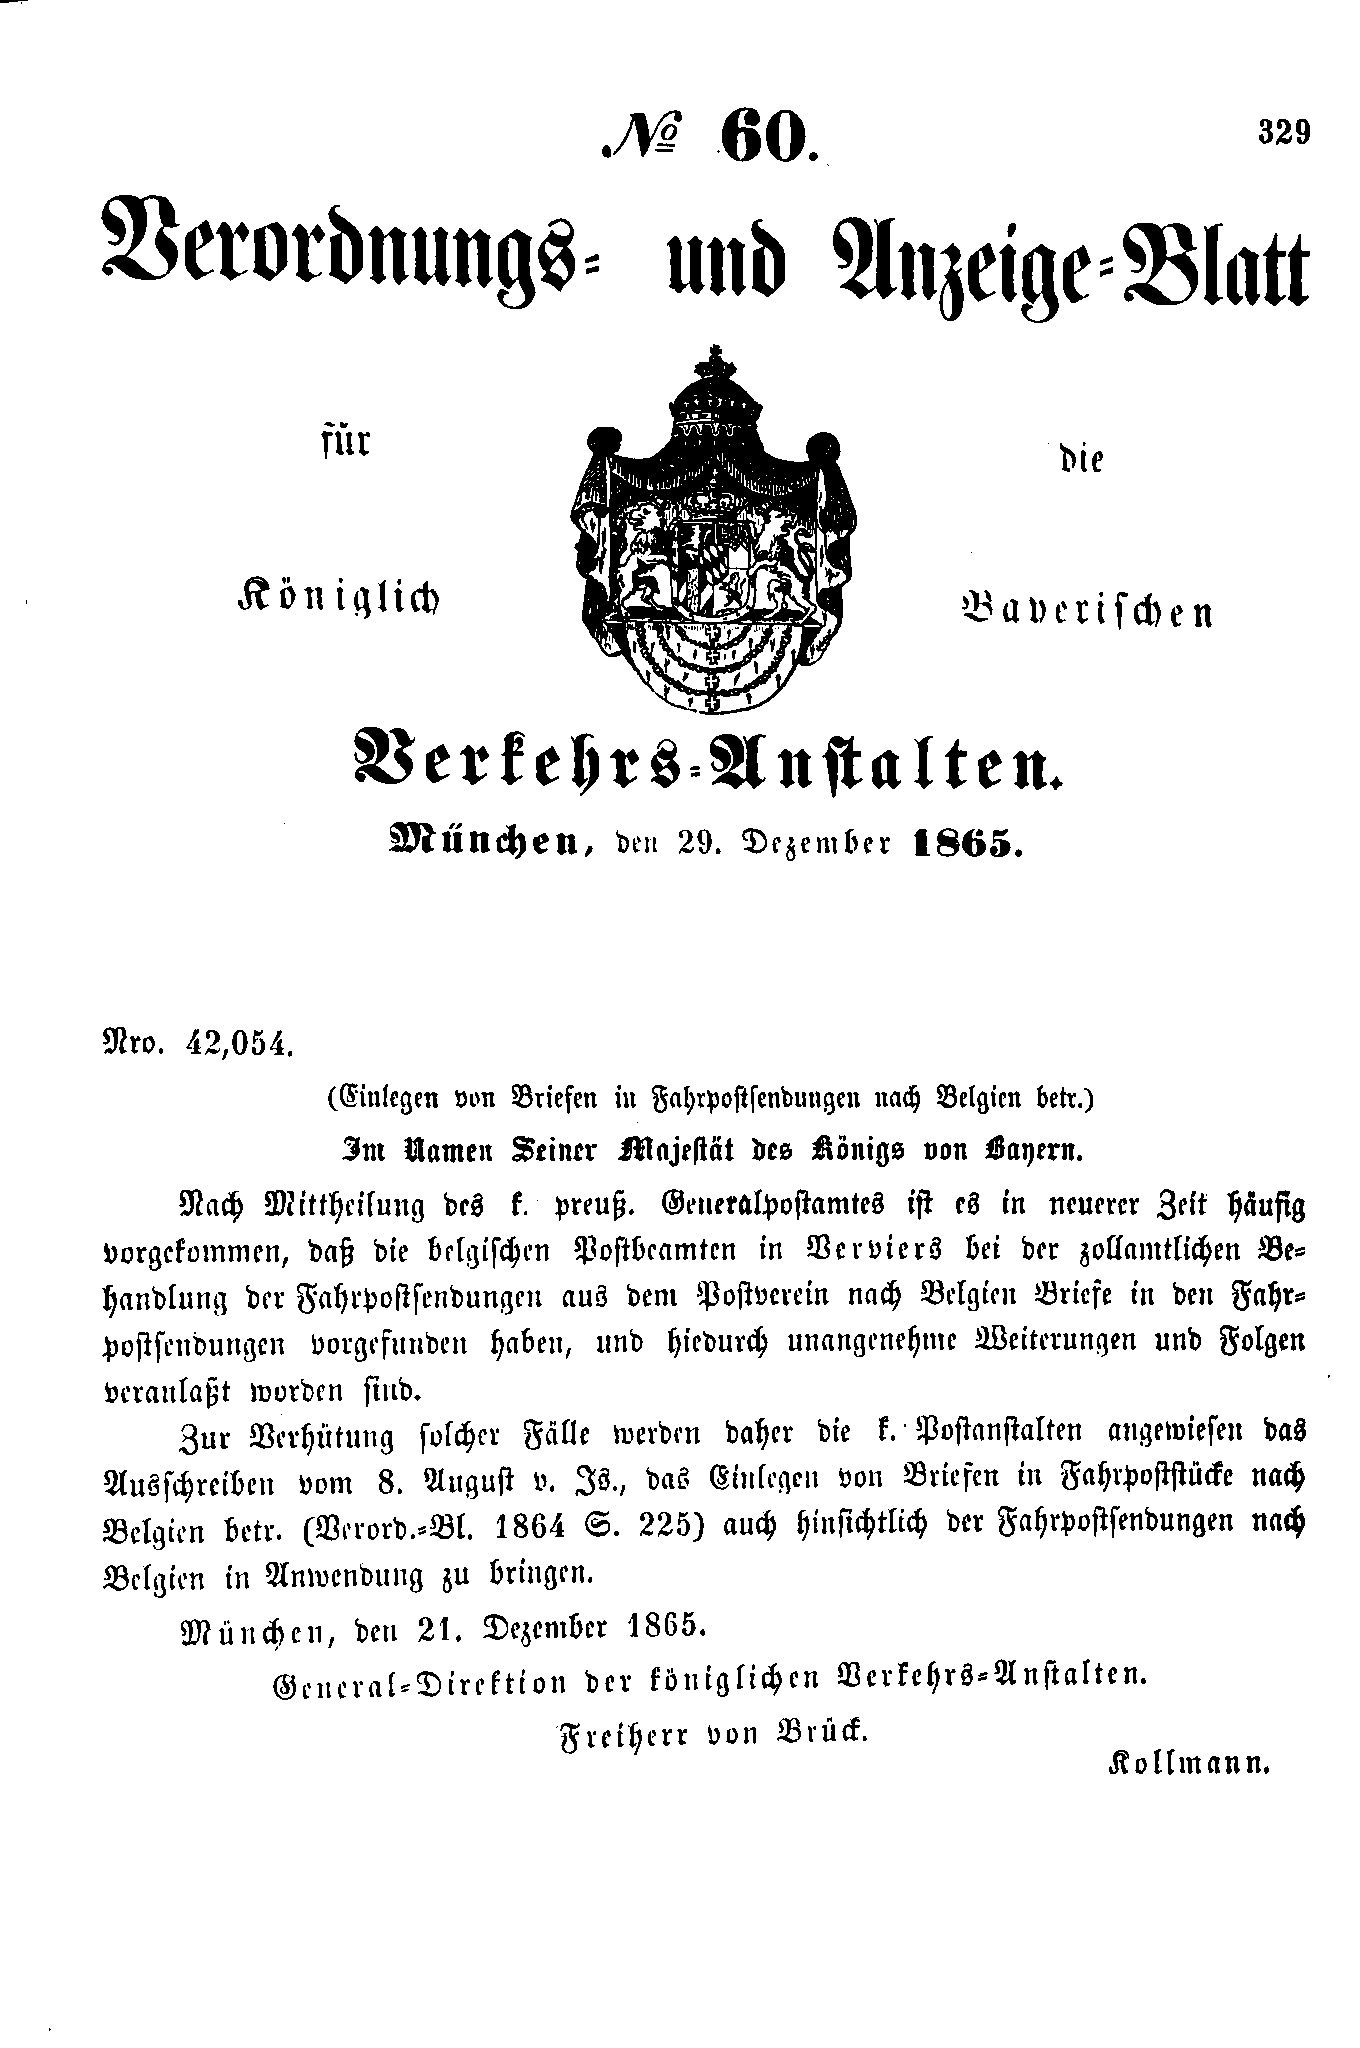 № 60.
329
Verordnungs- und Anzeige-Blatt
für die
Königlich Bayerischen
Verkehrs-Anstalten.
München, den 29. Dezember 1865.
Nro. 42,054.
(Einlegen von Briefen in Fahrpostsendungen nach Belgien betr.)
Im Namen Seiner Majestät des Königs von Bayern.
Nach Mittheilung des k. preuß. Generalpostamtes ist es in neuerer Zeit häufig
vorgekommen, daß die belgischen Postbeamten in Verviers bei der zollamtlichen Be-
handlung der Fahrpostsendungen aus dem Postverein nach Belgien Briefe in den Fahr-
postsendungen vorgefunden haben, und hiedurch unangenehme Weiterungen und Folgen
veranlaßt worden sind.
Zur Verhütung solcher Fälle werden daher die k. Postanstalten angewiesen das
Ausschreiben vom 8. August v. Js., das Einlegen von Briefen in Fahrpoststücke nach
Belgien betr. (Verord.-Bl. 1864 S. 225) auch hinsichtlich der Fahrpostsendungen nach
Belgien in Anwendung zu bringen.
München, den 21. Dezember 1865.
General-Direktion der königlichen Verkehrs-Anstalten.
Freiherr von Brück.
Kollmann.